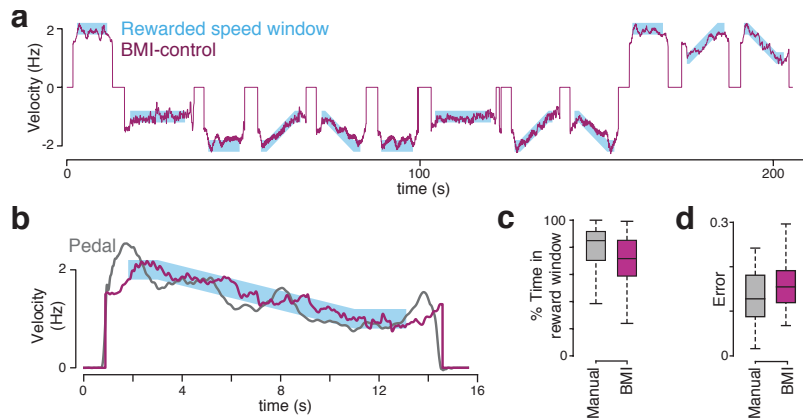 a
Rewarded speed window
BMI-control
Velocity (Hz)
2
0
-2
0
100
200
time (s)
b
Pedal
Velocity
(Hz)
2
0
0
4
8
12
16
time (s)
c
% Time in
reward window
100
0
Manual
BMI
d
Error
0.3
0
Manual
BMI